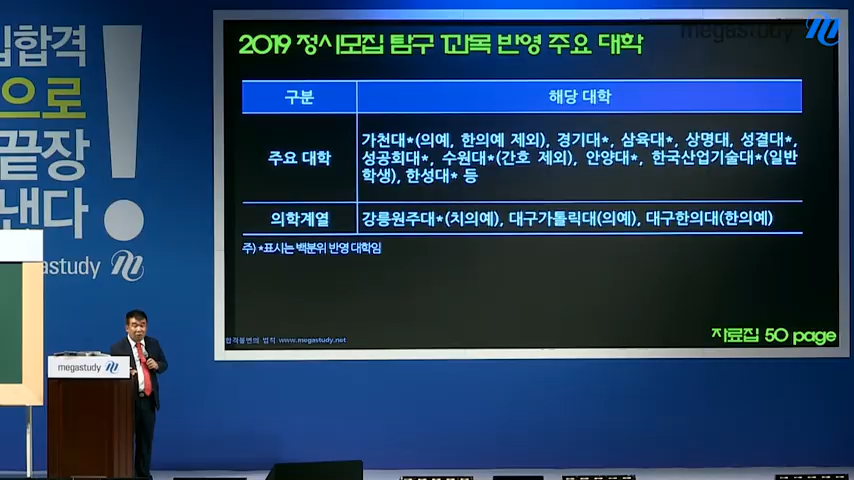 입합격
으로
끝장
낸다
!
megastudy
megastudy
2019 정시모집 탐구 1과목 반영 주요 대학
구분 해당 대학
주요 대학
가천대*(의예, 한의예 제외), 경기대*, 삼육대*, 상명대, 성결대*,
성공회대*, 수원대*(간호 제외), 안양대*, 한국산업기술대*(일반
학생), 한성대* 등
의학계열 강릉원주대*(치의예), 대구가톨릭대(의예), 대구한의대(한의예)
주) *표시는 백분위 반영 대학임
합격불변의 법칙 www.megastudy.net
자료집 50 page
megastudy